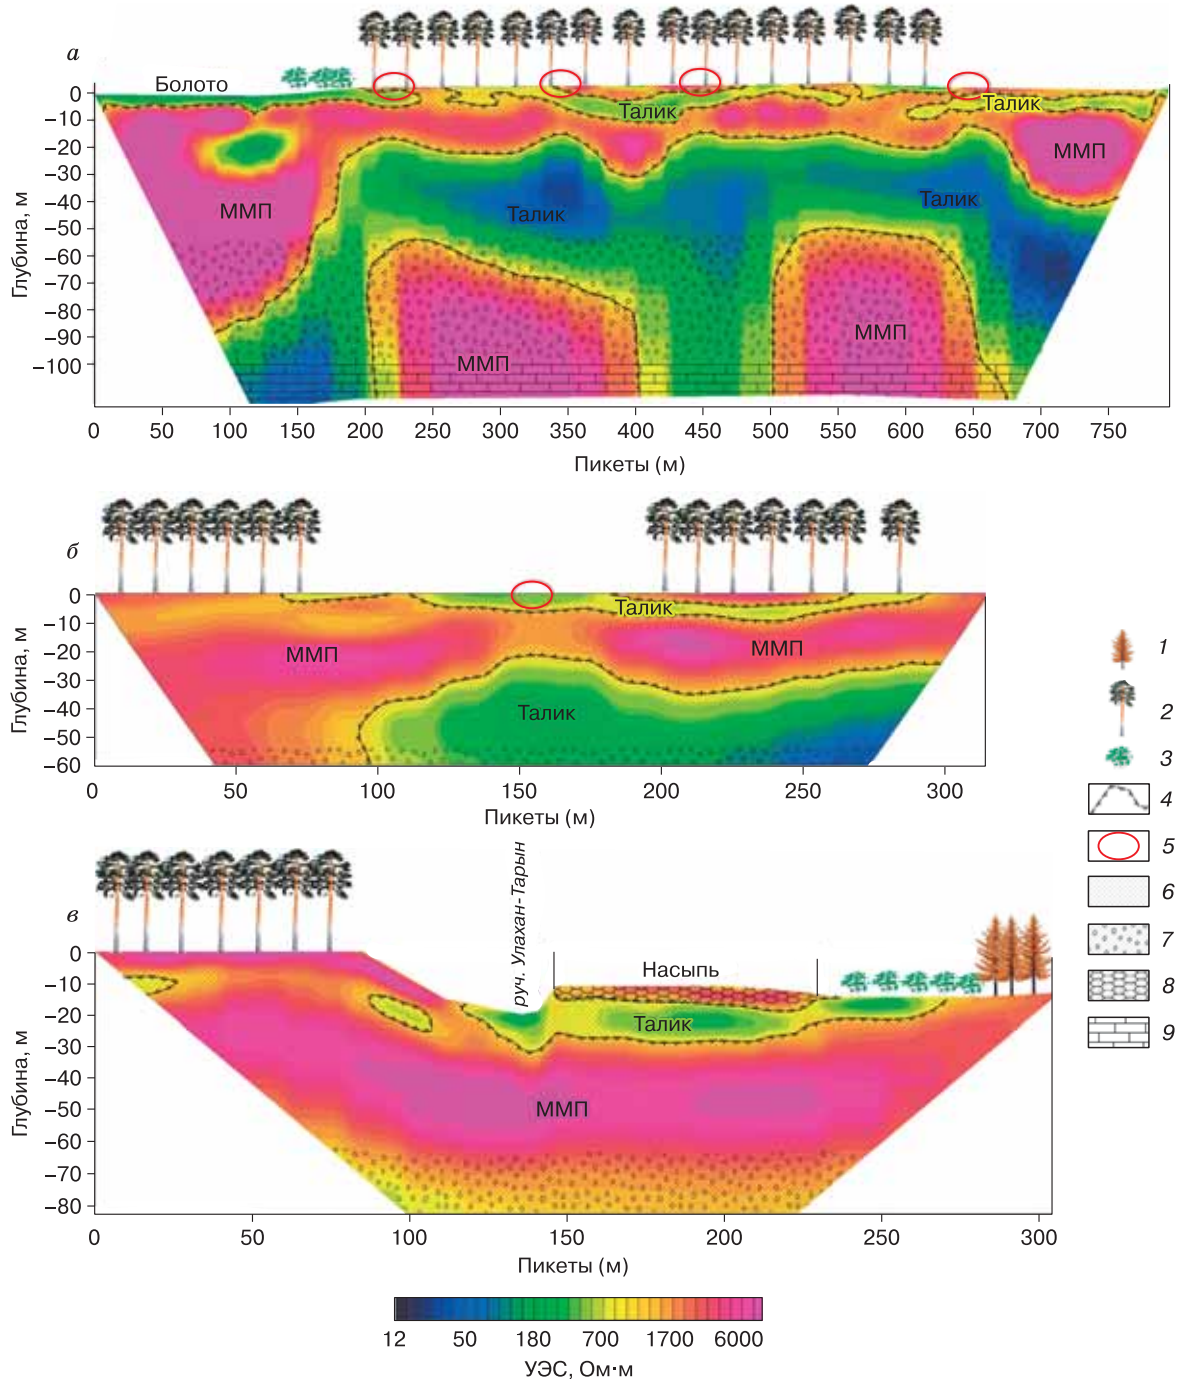 а
Болото
Талик
Талик
ММП
ММП
Талик
Талик
ММП
ММП
Глубина, м
0
−10
−20
−30
−40
−50
−60
−70
−80
−90
−100
0 50 100 150 200 250 300 350 400 450 500 550 600 650 700 750
Пикеты (м)
б
Талик
ММП
ММП
Талик
Глубина, м
0
−10
−20
−30
−40
−50
−60
0 50 100 150 200 250 300
Пикеты (м)
в
руч. Улахан-Тарын
Насыпь
Талик
ММП
Глубина, м
0
−10
−20
−30
−40
−50
−60
−70
−80
0 50 100 150 200 250 300
Пикеты (м)
1
2
3
4
5
6
7
8
9
12 50 180 700 1700 6000
УЭС, Ом·м